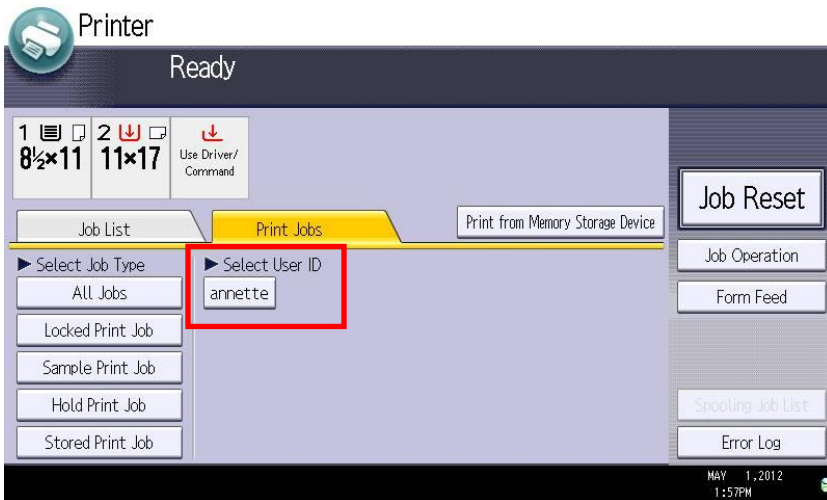 Printer
Ready
1 2
8½×11 11×17 Use Driver/
Command
Job List Print Jobs Print from Memory Storage Device
Job Reset
Select Job Type Select User ID
All Jobs annette
Locked Print Job
Sample Print Job
Hold Print Job
Stored Print Job
Job Operation
Form Feed
Spooling Job List
Error Log
MAY 1,2012
1:57PM